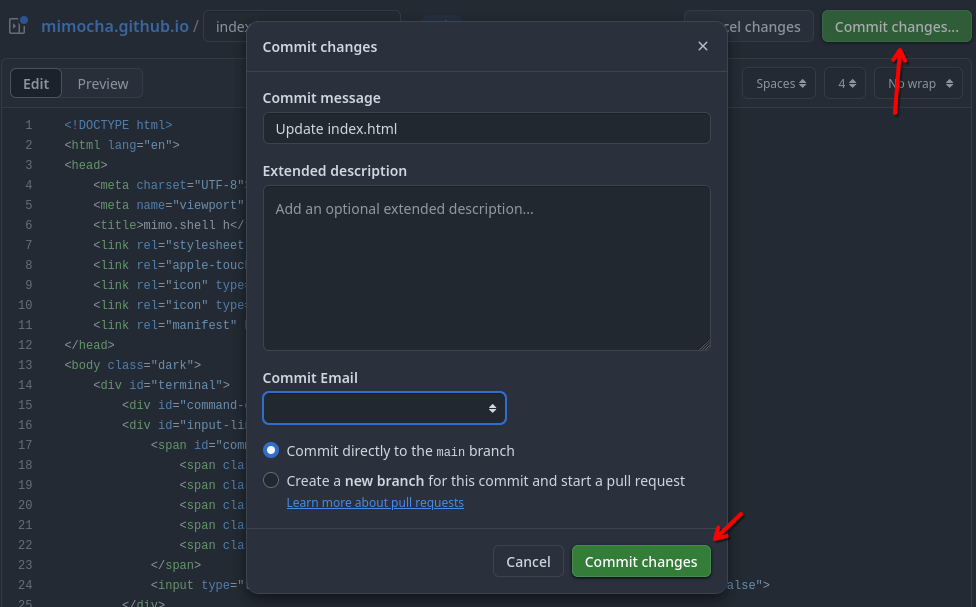 mimocha.github.io / index
cel changes
Commit changes...
Edit
Preview
Spaces
4
No wrap
1 <!DOCTYPE html>
2 <html lang="en">
3 <head>
4 <meta charset="UTF-8"
5 <meta name="viewport"
6 <title>mimo.shell h</
7 <link rel="stylesheet
8 <link rel="apple-touc
9 <link rel="icon" type=
10 <link rel="icon" type=
11 <link rel="manifest"
12 </head>
13 <body class="dark">
14 <div id="terminal">
15 <div id="command-
16 <div id="input-li
17 <span id="com
18 <span cla
19 <span cla
20 <span cla
21 <span cla
22 <span cla
23 </span>
24 <input type=" alse">
25 </div>
Commit changes
Commit message
Update index.html
Extended description
Add an optional extended description...
Commit Email
Commit directly to the main branch
Create a new branch for this commit and start a pull request
Learn more about pull requests
Cancel
Commit changes